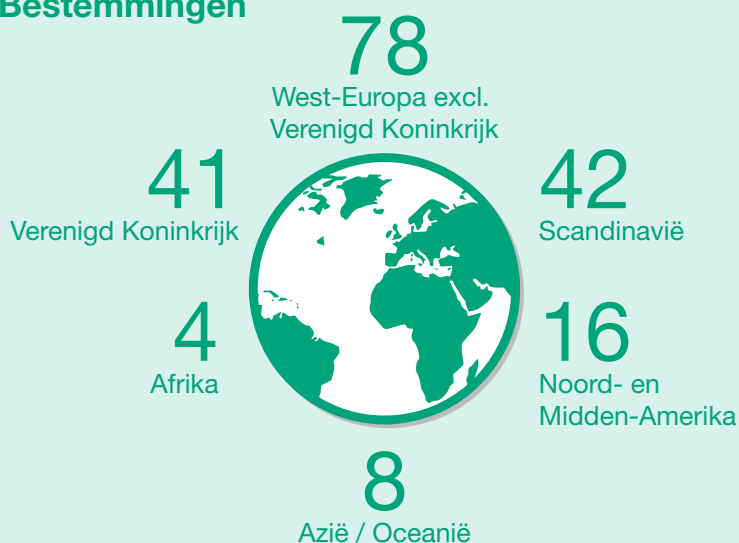 Bestemmingen
78
West-Europa excl.
Verenigd Koninkrijk
41
Verenigd Koninkrijk
42
Scandinavië
4
Afrika
16
Noord- en
Midden-Amerika
8
Azië / Oceanië